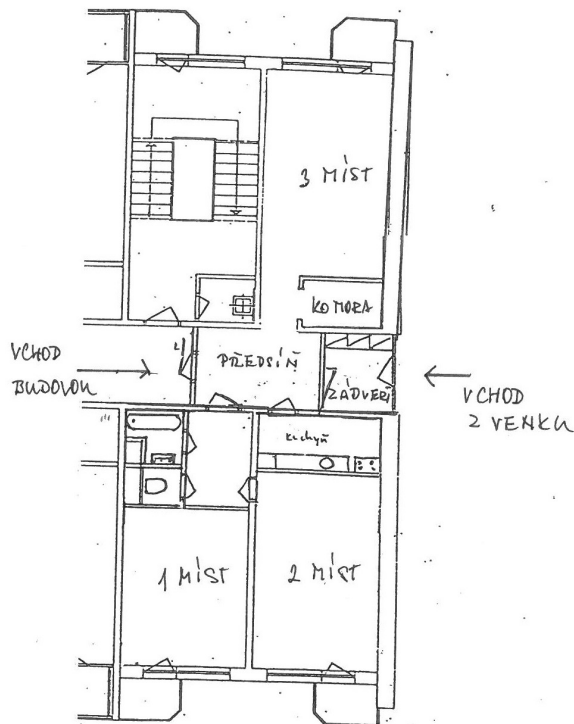 3 MÍST
KOMORA
VCHOD
BUDOVOU
PŘEDSÍŇ
ZÁDVEŘÍ
VCHOD
Z VENKU
kuchyň
1 MÍST
2 MÍST